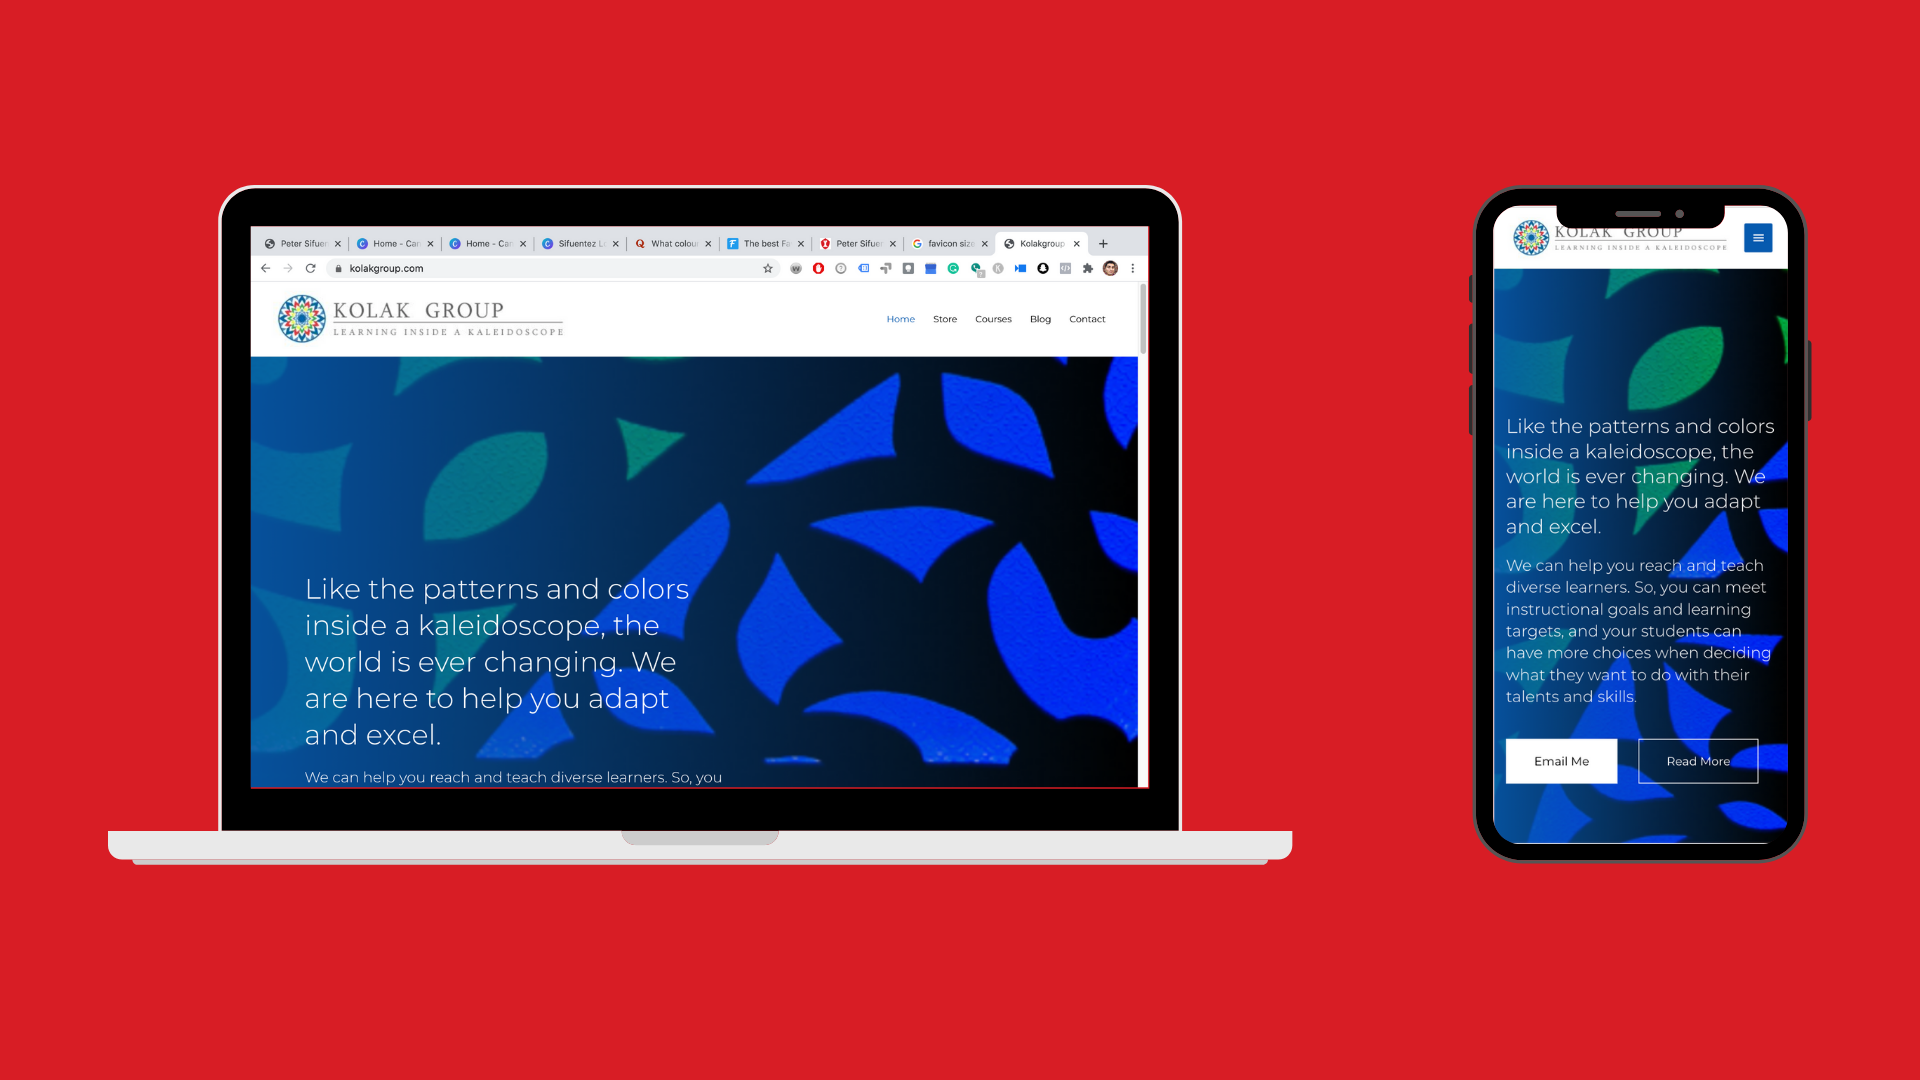 Peter Sifuen
Home - Can
Home - Can
Sifuentez L
What colou
The best Fa
Peter Sifuen
favicon size
Kolakgroup
kolakgroup.com
KOLAK GROUP
LEARNING INSIDE A KALEIDOSCOPE
Home Store Courses Blog Contact
Like the patterns and colors
inside a kaleidoscope, the
world is ever changing. We
are here to help you adapt
and excel.
We can help you reach and teach diverse learners. So, you
KOLAK GROUP
LEARNING INSIDE A KALEIDOSCOPE
Like the patterns and colors
inside a kaleidoscope, the
world is ever changing. We
are here to help you adapt
and excel.
We can help you reach and teach
diverse learners. So, you can meet
instructional goals and learning
targets, and your students can
have more choices when deciding
what they want to do with their
talents and skills.
Email Me Read More